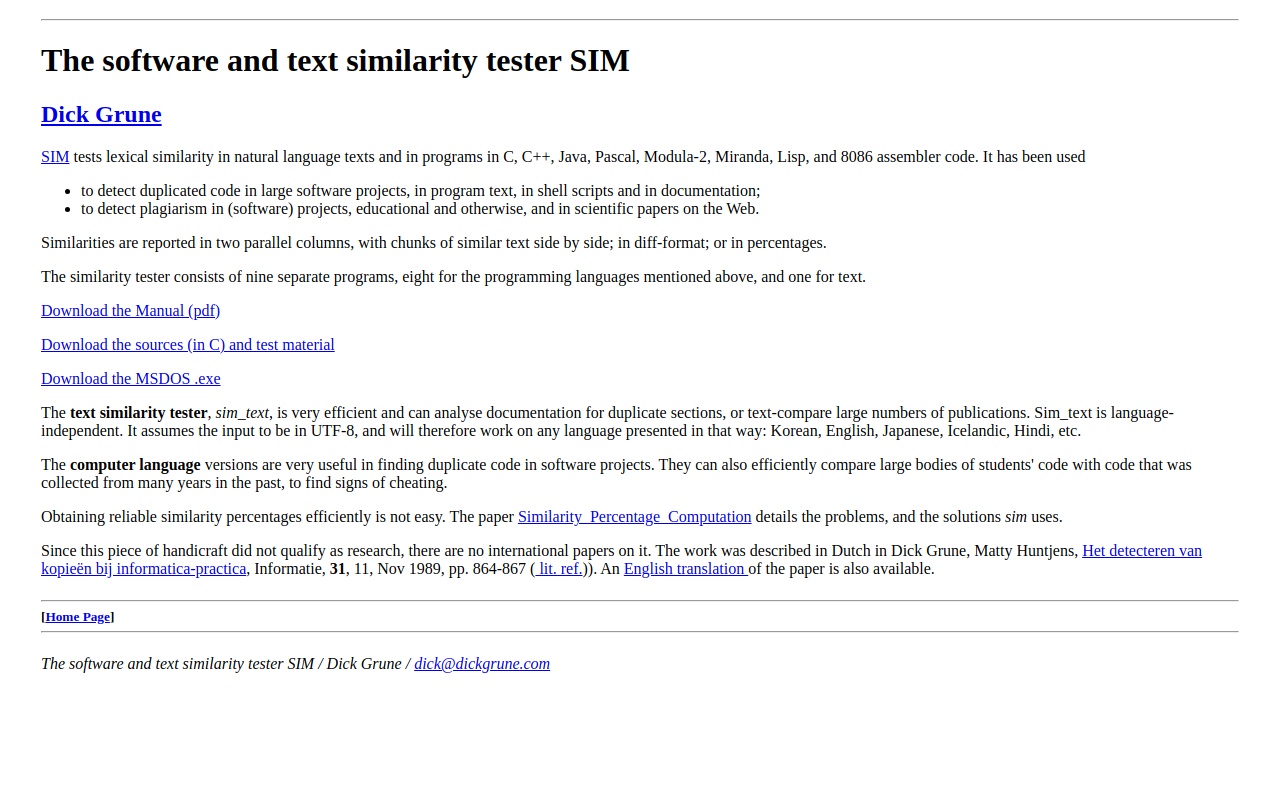 The software and text similarity tester SIM
Dick Grune
SIM tests lexical similarity in natural language texts and in programs in C, C++, Java, Pascal, Modula-2, Miranda, Lisp, and 8086 assembler code. It has been used
• to detect duplicated code in large software projects, in program text, in shell scripts and in documentation;
• to detect plagiarism in (software) projects, educational and otherwise, and in scientific papers on the Web.
Similarities are reported in two parallel columns, with chunks of similar text side by side; in diff-format; or in percentages.
The similarity tester consists of nine separate programs, eight for the programming languages mentioned above, and one for text.
Download the Manual (pdf)
Download the sources (in C) and test material
Download the MSDOS .exe
The text similarity tester, sim_text, is very efficient and can analyse documentation for duplicate sections, or text-compare large numbers of publications. Sim_text is language-
independent. It assumes the input to be in UTF-8, and will therefore work on any language presented in that way: Korean, English, Japanese, Icelandic, Hindi, etc.
The computer language versions are very useful in finding duplicate code in software projects. They can also efficiently compare large bodies of students' code with code that was
collected from many years in the past, to find signs of cheating.
Obtaining reliable similarity percentages efficiently is not easy. The paper Similarity_Percentage_Computation details the problems, and the solutions sim uses.
Since this piece of handicraft did not qualify as research, there are no international papers on it. The work was described in Dutch in Dick Grune, Matty Huntjens, Het detecteren van
kopieën bij informatica-practica, Informatie, 31, 11, Nov 1989, pp. 864-867 ( lit. ref.)). An English translation of the paper is also available.
[Home Page]
The software and text similarity tester SIM / Dick Grune / dick@dickgrune.com